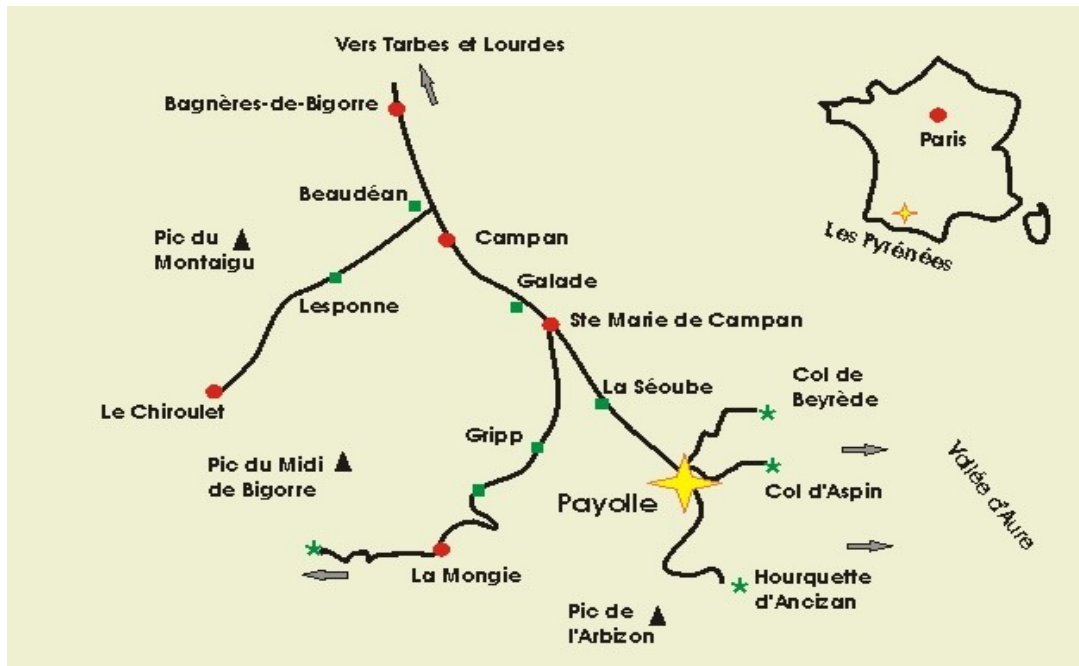 Vers Tarbes et Lourdes
Bagnères-de-Bigorre
Paris
Beaudéan
Les Pyrénées
Pic du
Montaigu
Campan
Galade
Lesponne
Ste Marie de Campan
La Séoube
Col de
Beyrède
Le Chiroulet
Gripp
Pic du Midi
de Bigorre
Payolle
Col d'Aspin
Vallée d'Aure
La Mongie
Hourquette
d'Ancizan
Pic de
l'Arbizon